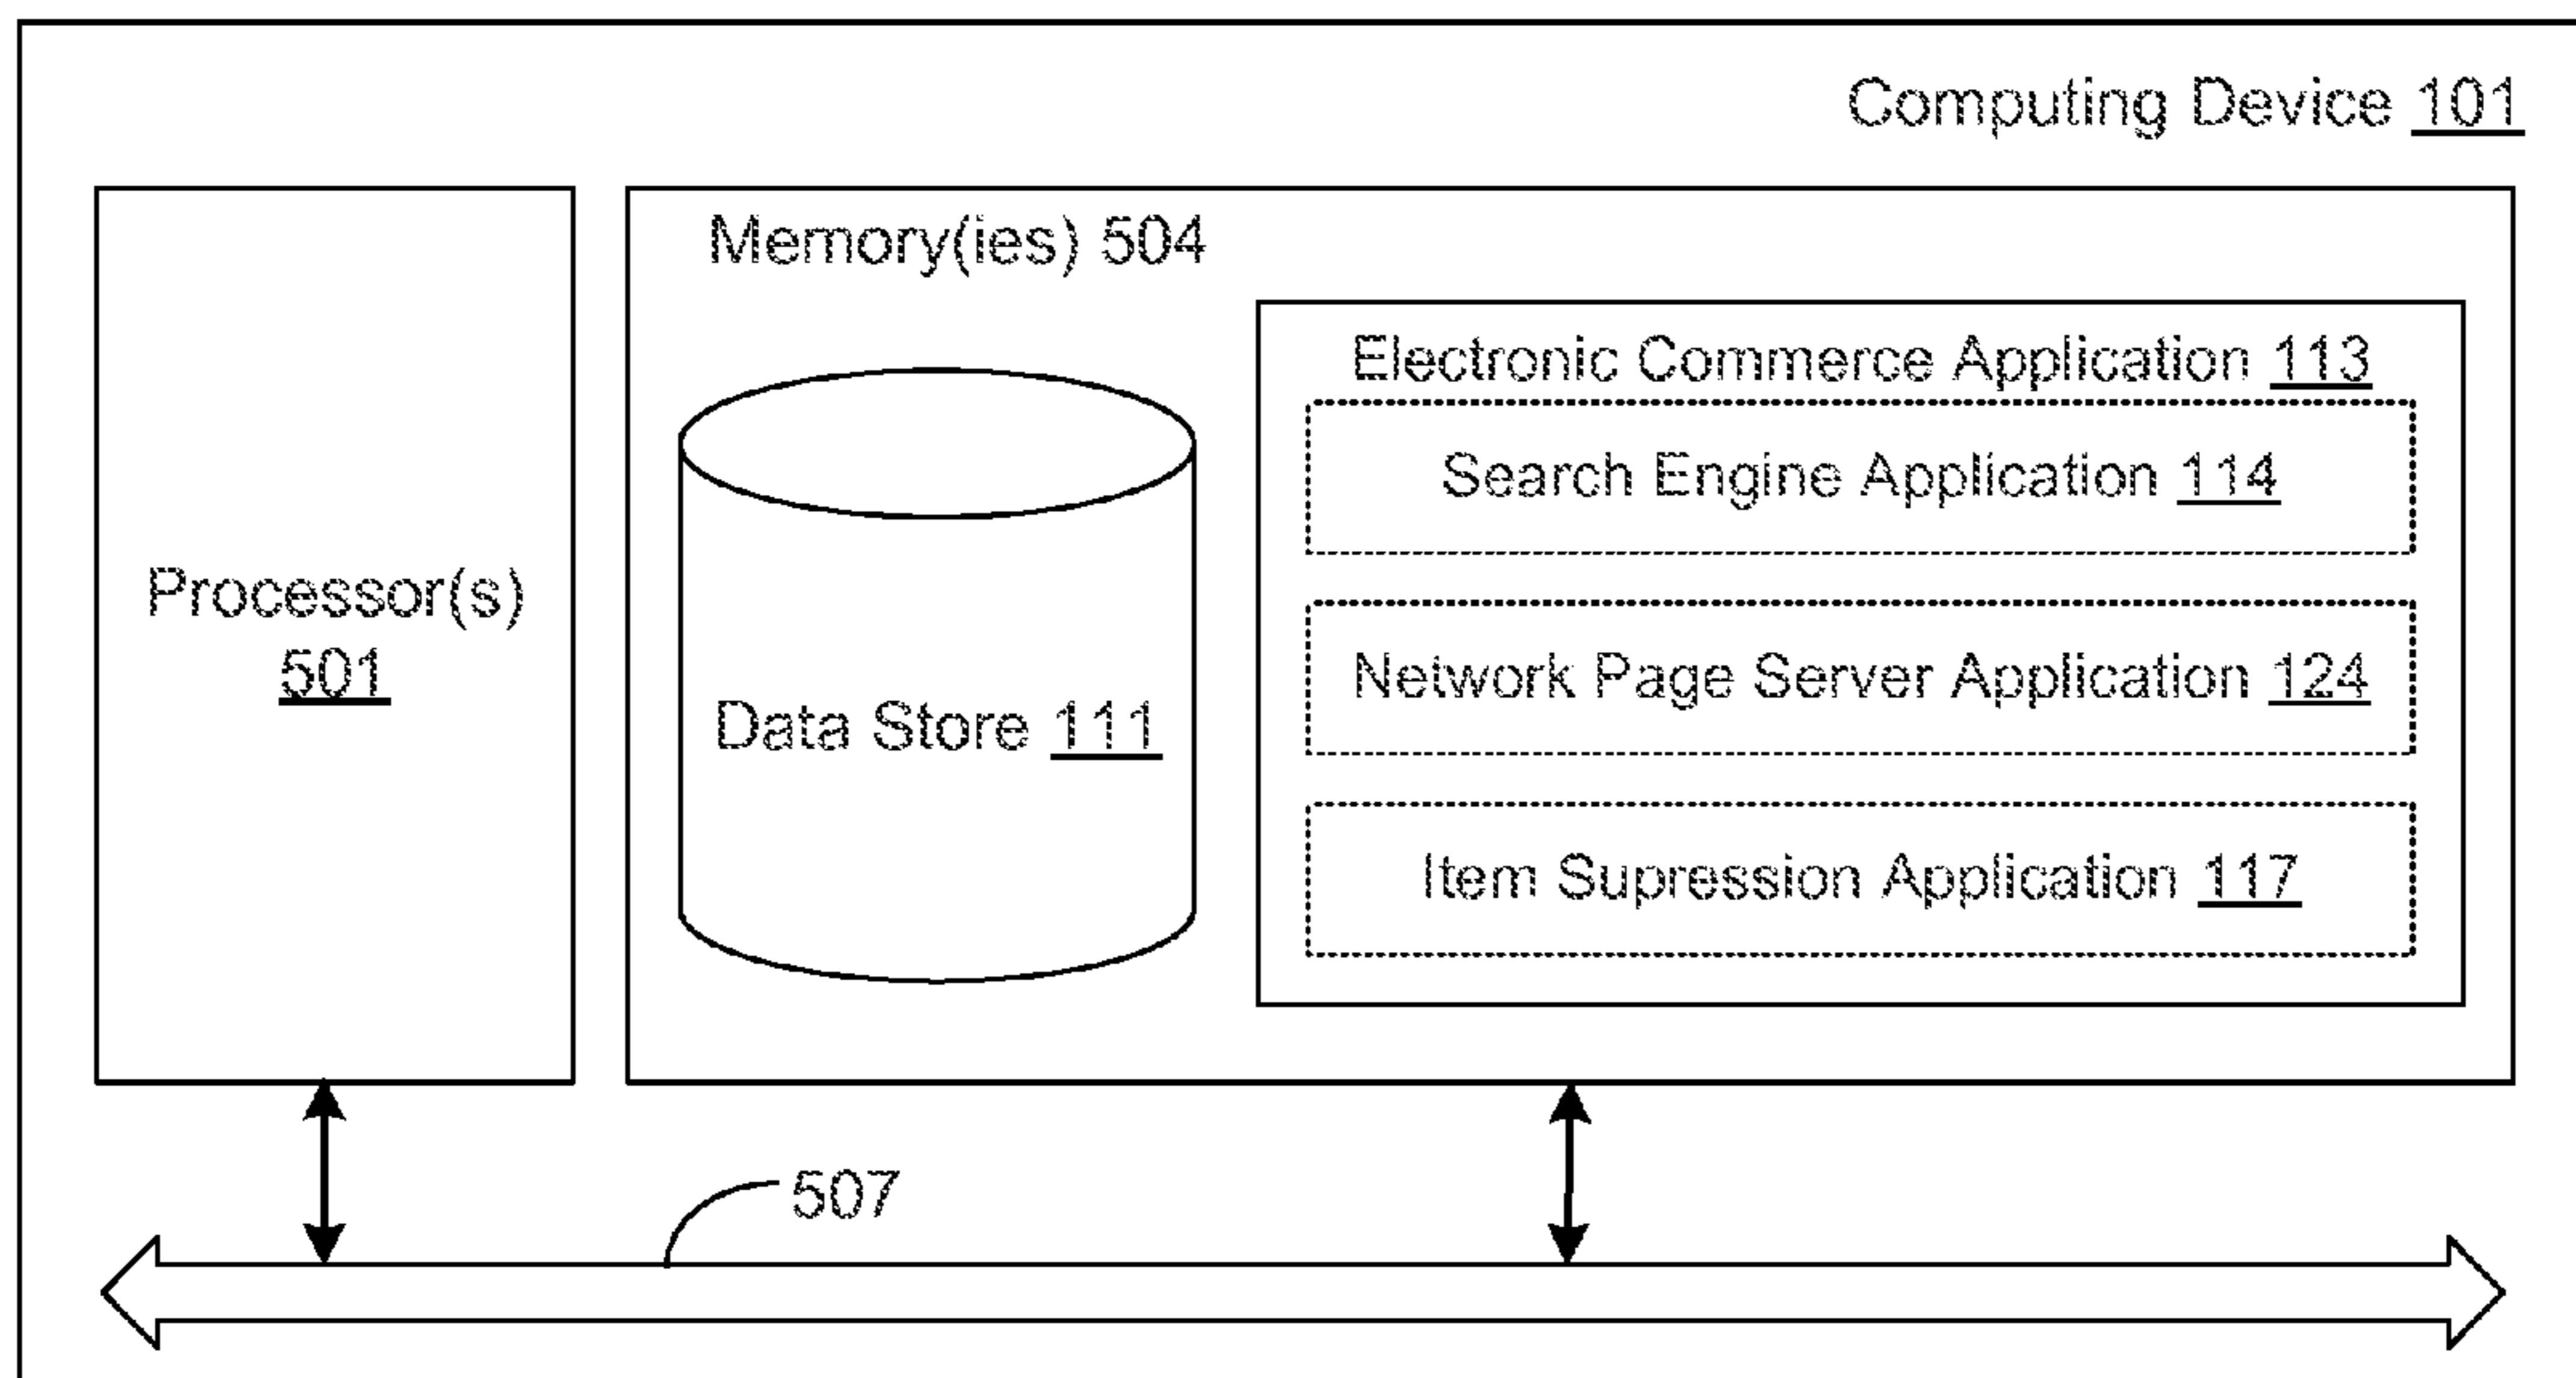 Computing Device 101
Memory(ies) 504
Electronic Commerce Application 113
Search Engine Application 114
Processor(s)
501
Network Page Server Application 124
Data Store 111
Item Supression Application 117
507